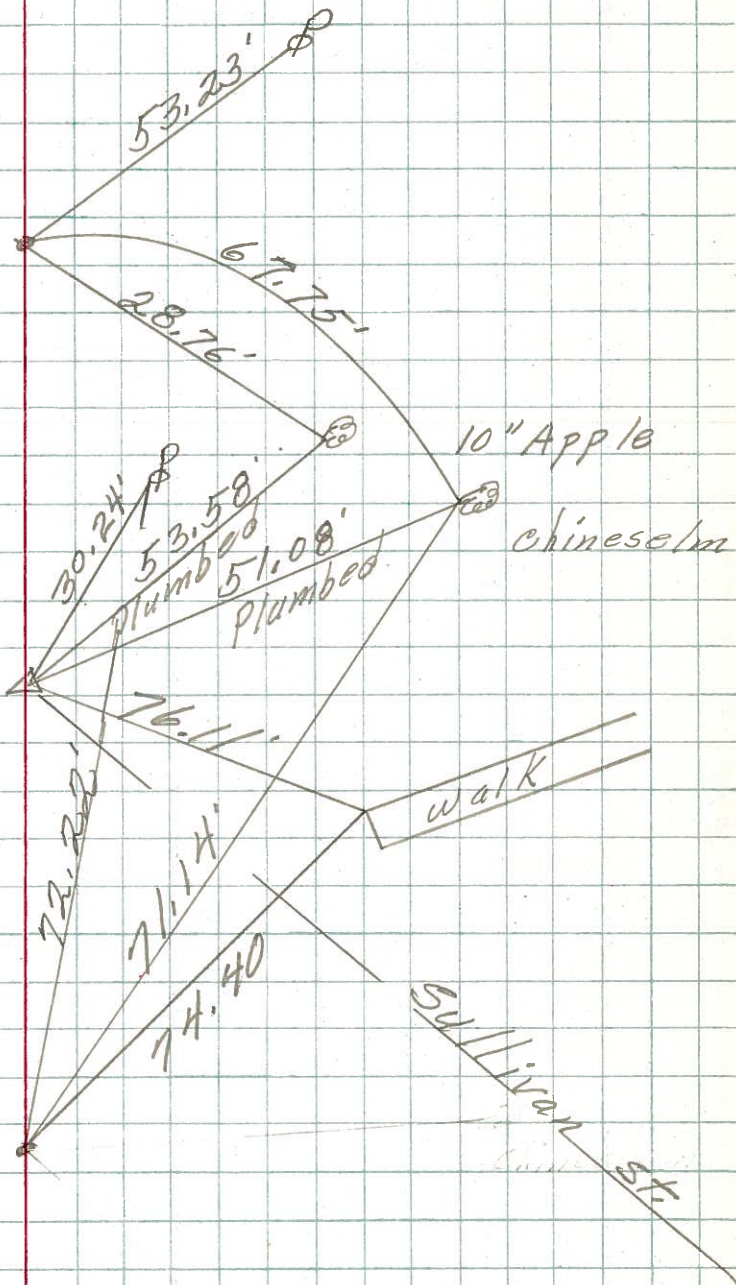 53.23'
67.75'
28.76'
10" Apple
30.24'
53.58'
plumbed
51.08'
Plumbed
chineselm
76.11'
walk
72.22'
71.14'
74.40
Sullivan St.